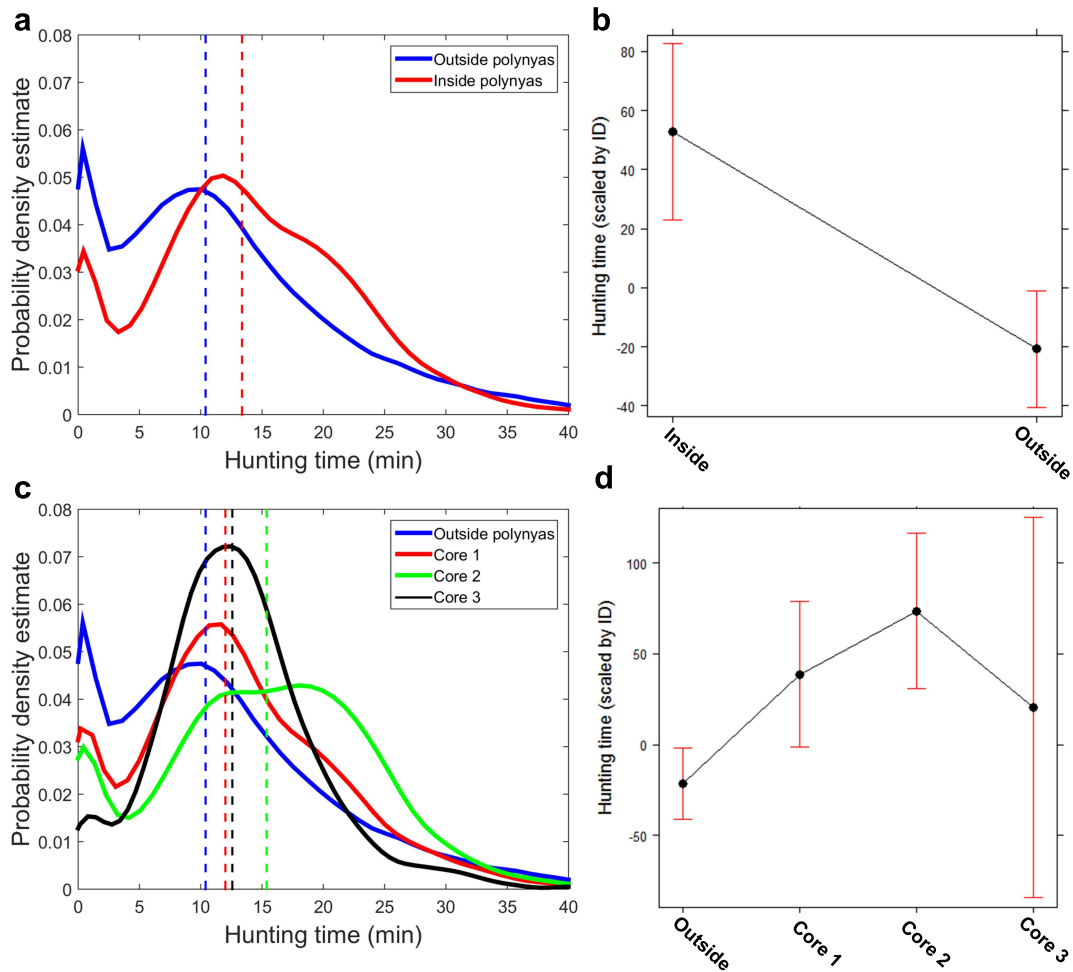 a
0.08
0.07
0.06
0.05
0.04
0.03
0.02
0.01
0
Probability density estimate
Outside polynyas
Inside polynyas
0 5 10 15 20 25 30 35 40
Hunting time (min)
b
80
60
40
20
0
-20
-40
Hunting time (scaled by ID)
Inside Outside
c
0.08
0.07
0.06
0.05
0.04
0.03
0.02
0.01
0
Probability density estimate
Outside polynyas
Core 1
Core 2
Core 3
0 5 10 15 20 25 30 35 40
Hunting time (min)
d
100
50
0
-50
Hunting time (scaled by ID)
Outside Core 1 Core 2 Core 3